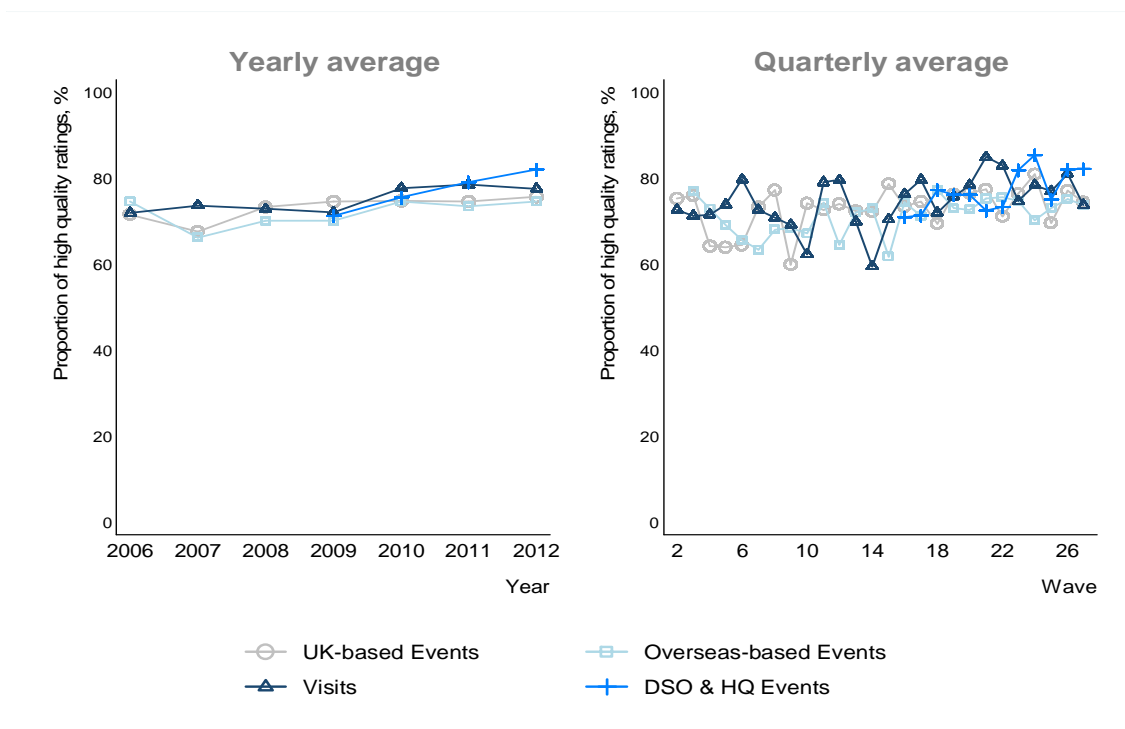 Yearly average
Proportion of high quality ratings, %
100
80
60
40
20
0
2006 2007 2008 2009 2010 2011 2012
Year
Quarterly average
Proportion of high quality ratings, %
100
80
60
40
20
0
2 6 10 14 18 22 26
Wave
UK-based Events
Overseas-based Events
Visits
DSO & HQ Events